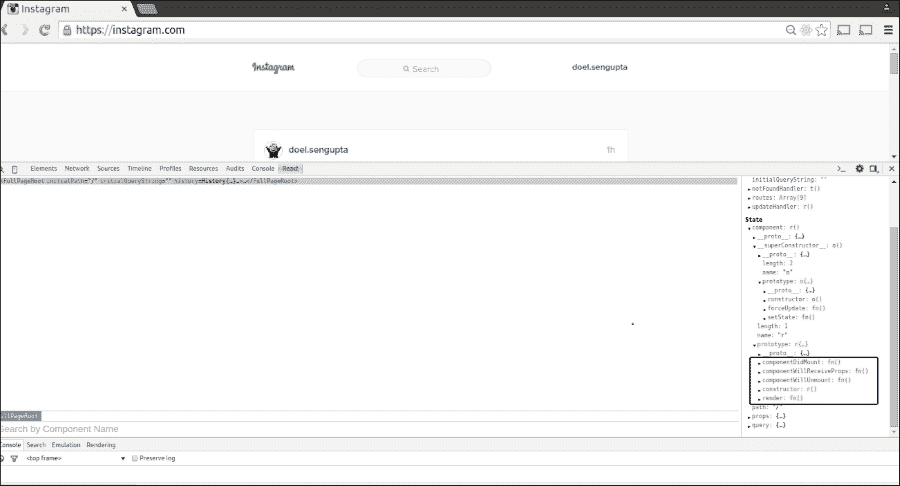 Instagram
https://instagram.com
Instagram
Search
doel.sengupta
doel.sengupta
1h
Elements Network Sources Timeline Profiles Resources Audits Console React
<FullPageRoot initialPath="/" initialQueryString="" history=History{…}…>…</FullPageRoot>
initialQueryString: ""
notFoundHandler: t()
routes: Array[9]
updateHandler: r()
State
component: r()
__proto__: {…}
__superConstructor__: o()
__proto__: {…}
length: 2
name: "o"
prototype: o{…}
__proto__: {…}
constructor: o()
forceUpdate: fn()
setState: fn()
length: 1
name: "r"
prototype: r{…}
__proto__: {…}
componentDidMount: fn()
componentWillReceiveProps: fn()
componentWillUnmount: fn()
constructor: r()
render: fn()
path: "/"
props: {…}
query: {…}
ullPageRoot
Search by Component Name
Console Search Emulation Rendering
<top frame> Preserve log